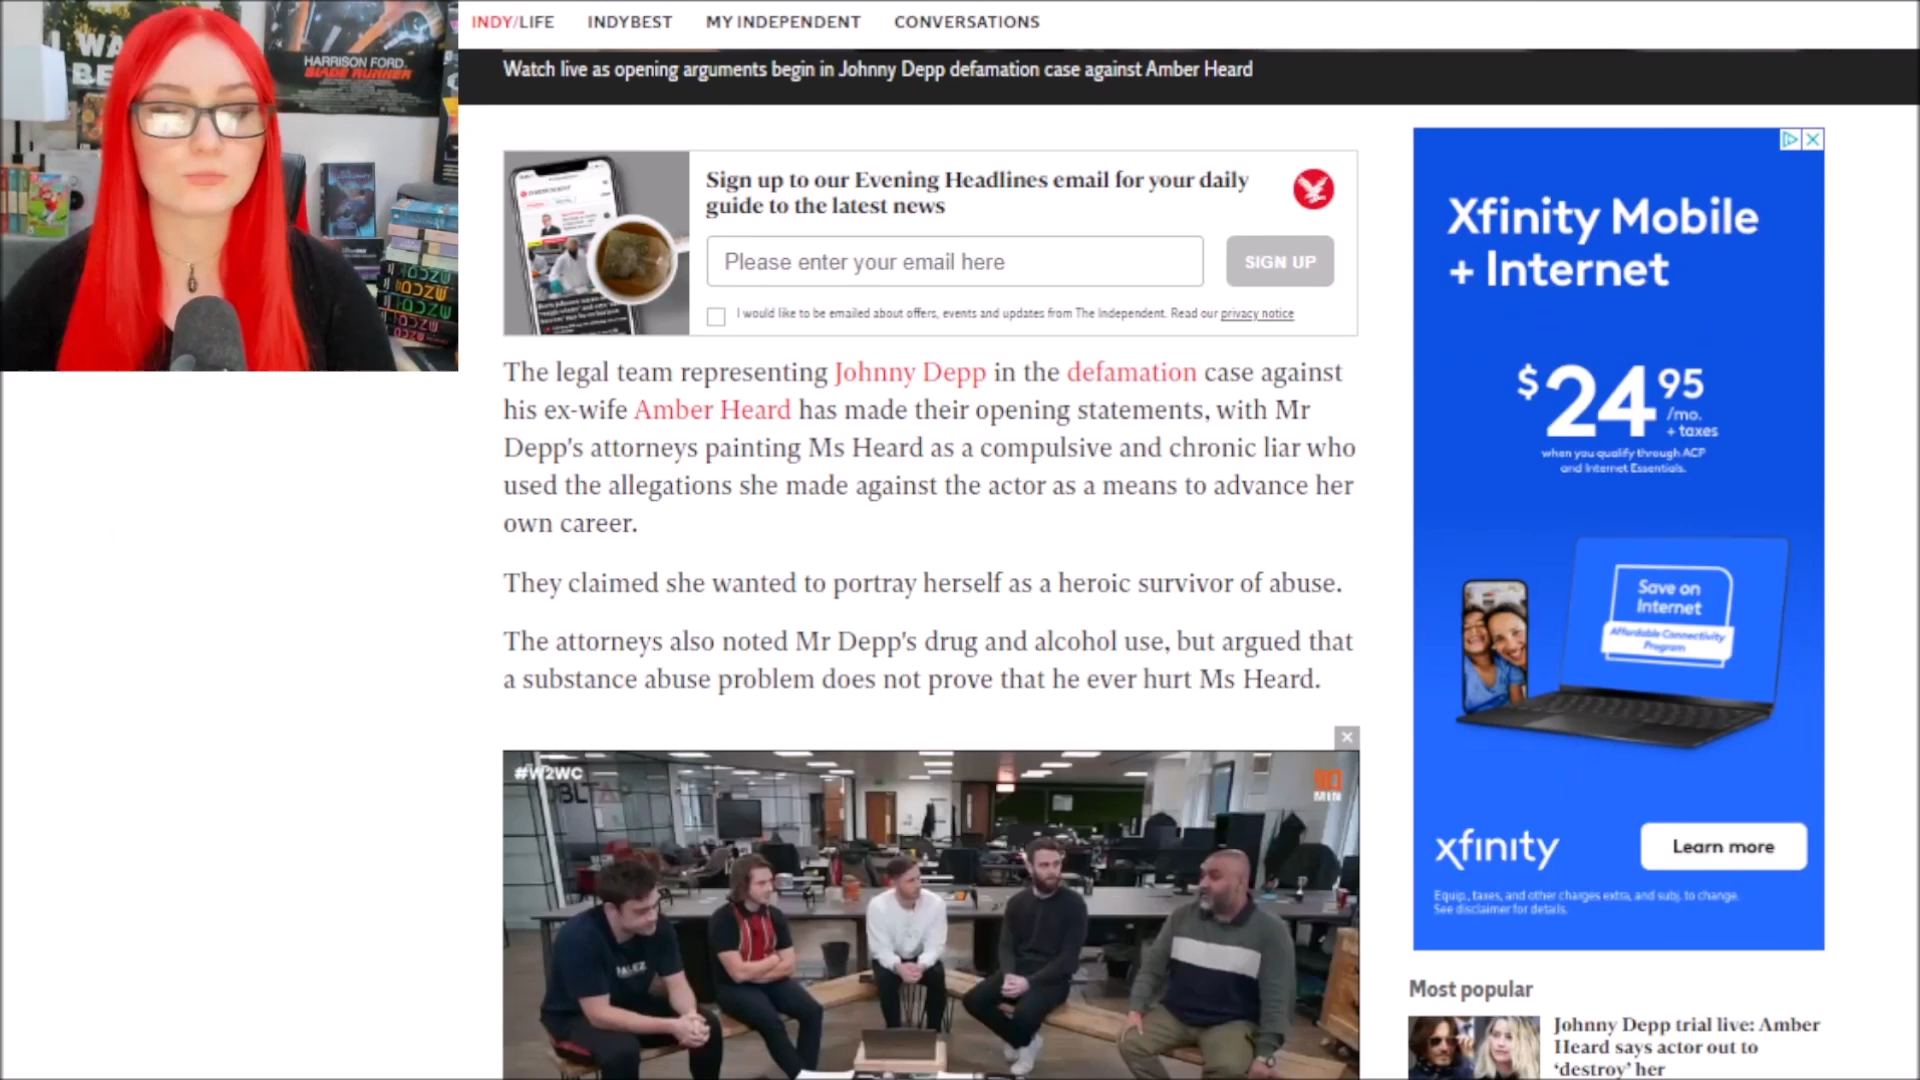 I WA
BE
HARRISON FORD.
BLADE RUNNER
INDY/LIFE INDYBEST MY INDEPENDENT CONVERSATIONS
Watch live as opening arguments begin in Johnny Depp defamation case against Amber Heard
Sign up to our Evening Headlines email for your daily
guide to the latest news
Please enter your email here
SIGN UP
I would like to be emailed about offers, events and updates from The Independent. Read our privacy notice
The legal team representing Johnny Depp in the defamation case against
his ex-wife Amber Heard has made their opening statements, with Mr
Depp's attorneys painting Ms Heard as a compulsive and chronic liar who
used the allegations she made against the actor as a means to advance her
own career.
They claimed she wanted to portray herself as a heroic survivor of abuse.
The attorneys also noted Mr Depp's drug and alcohol use, but argued that
a substance abuse problem does not prove that he ever hurt Ms Heard.
#W2WC
90
MIN
Xfinity Mobile
+ Internet
$24.95
/mo.
+ taxes
when you qualify through ACP
and Internet Essentials.
Save on
Internet
Affordable Connectivity
Program
xfinity
Learn more
Equip., taxes, and other charges extra, and subj. to change.
See disclaimer for details.
Most popular
Johnny Depp trial live: Amber
Heard says actor out to
‘destroy’ her